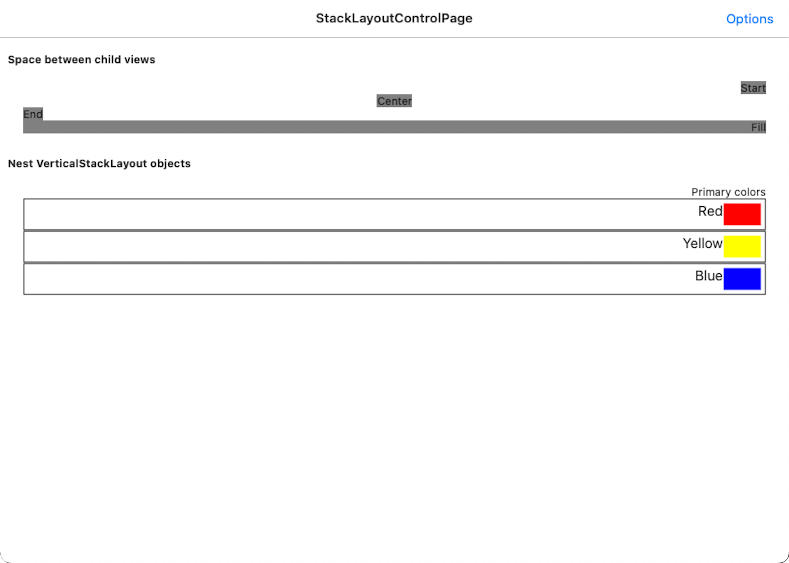 StackLayoutControlPage
Options
Space between child views
Start
Center
End
Fill
Nest VerticalStackLayout objects
Primary colors
Red
Yellow
Blue